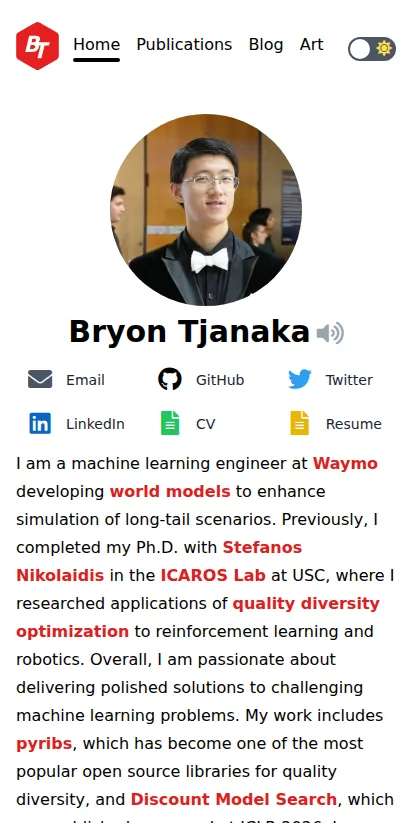 BT
Home Publications Blog Art
Bryon Tjanaka
Email GitHub Twitter
LinkedIn CV Resume
I am a machine learning engineer at Waymo
developing world models to enhance
simulation of long-tail scenarios. Previously, I
completed my Ph.D. with Stefanos
Nikolaidis in the ICAROS Lab at USC, where I
researched applications of quality diversity
optimization to reinforcement learning and
robotics. Overall, I am passionate about
delivering polished solutions to challenging
machine learning problems. My work includes
pyribs, which has become one of the most
popular open source libraries for quality
diversity, and Discount Model Search, which